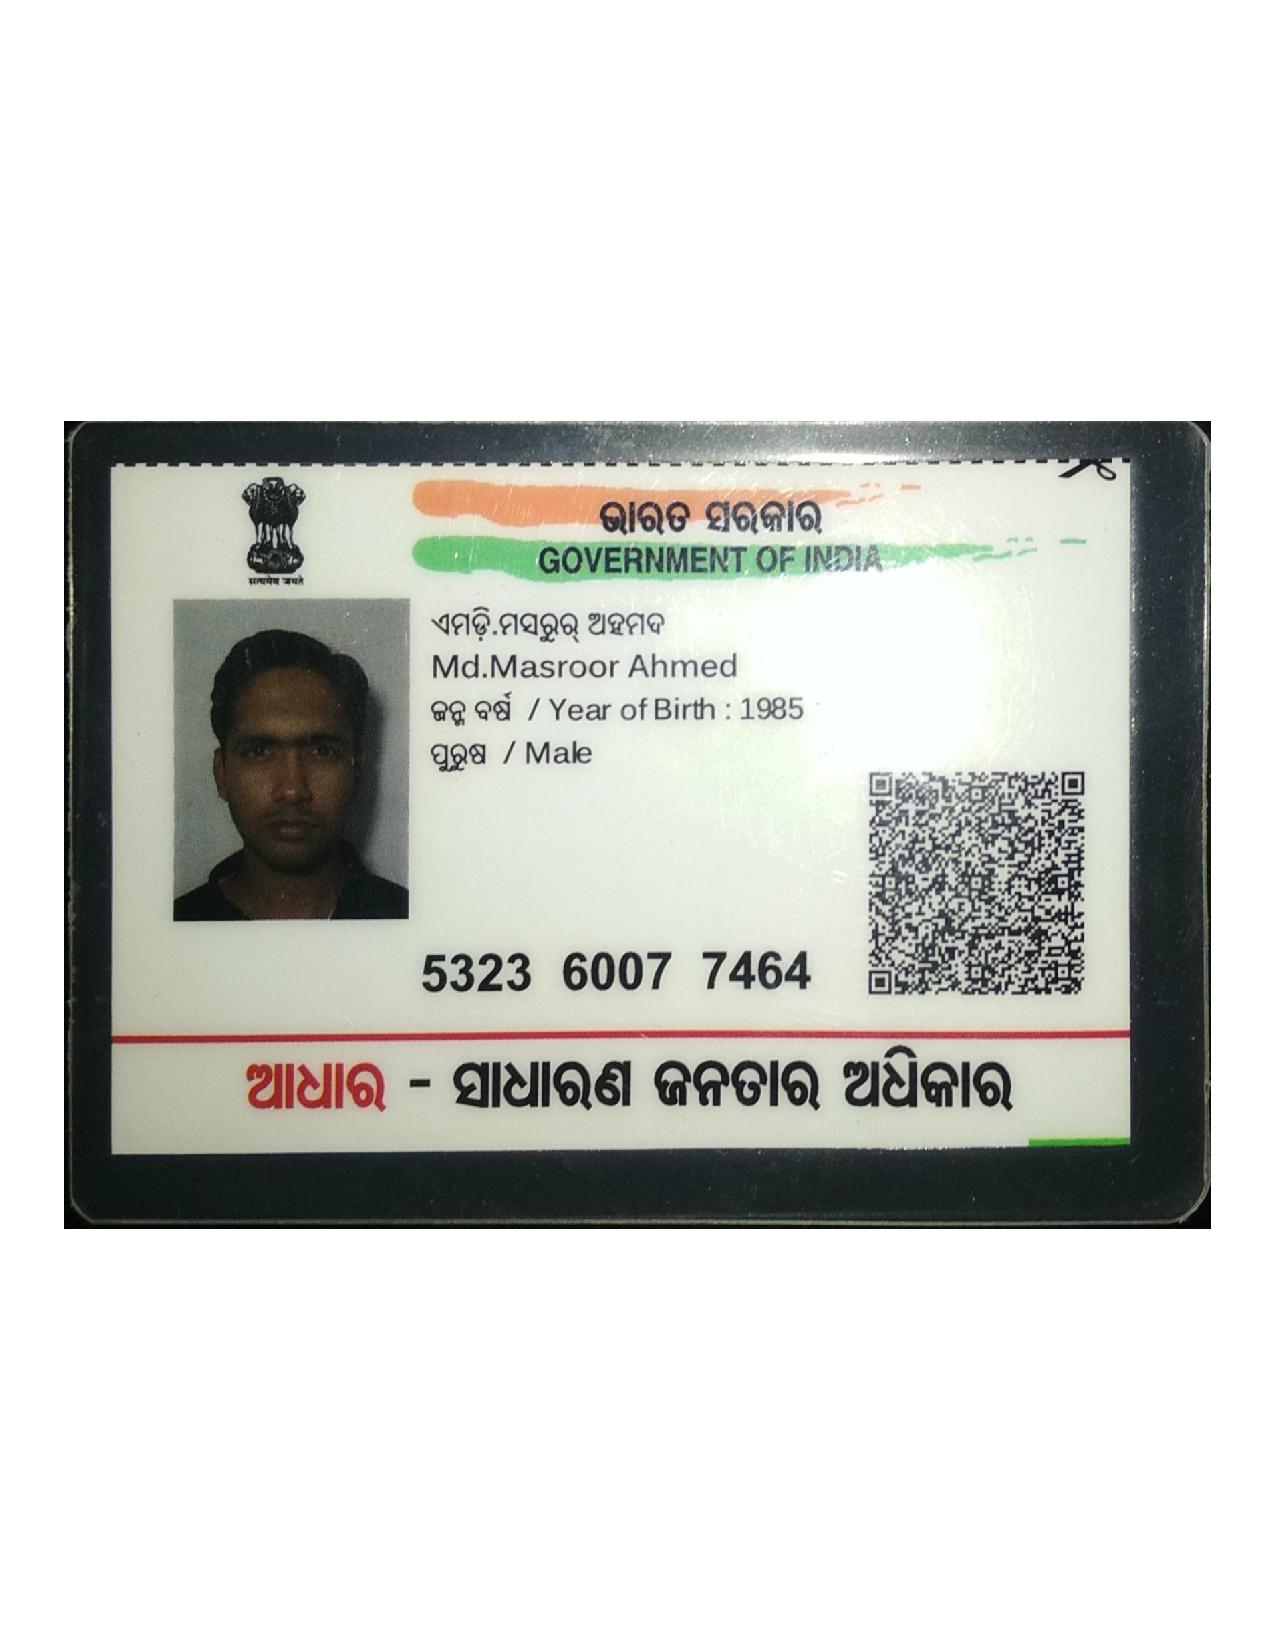 ଭାରତ ସରକାର
GOVERNMENT OF INDIA
सत्यमेव जयते
ଏମଡ଼ି.ମସରୁର୍ ଅହମଦ
Md.Masroor Ahmed
ଜନ୍ମ ବର୍ଷ / Year of Birth : 1985
ପୁରୁଷ / Male
5323 6007 7464
ଆଧାର - ସାଧାରଣ ଜନତାର ଅଧିକାର